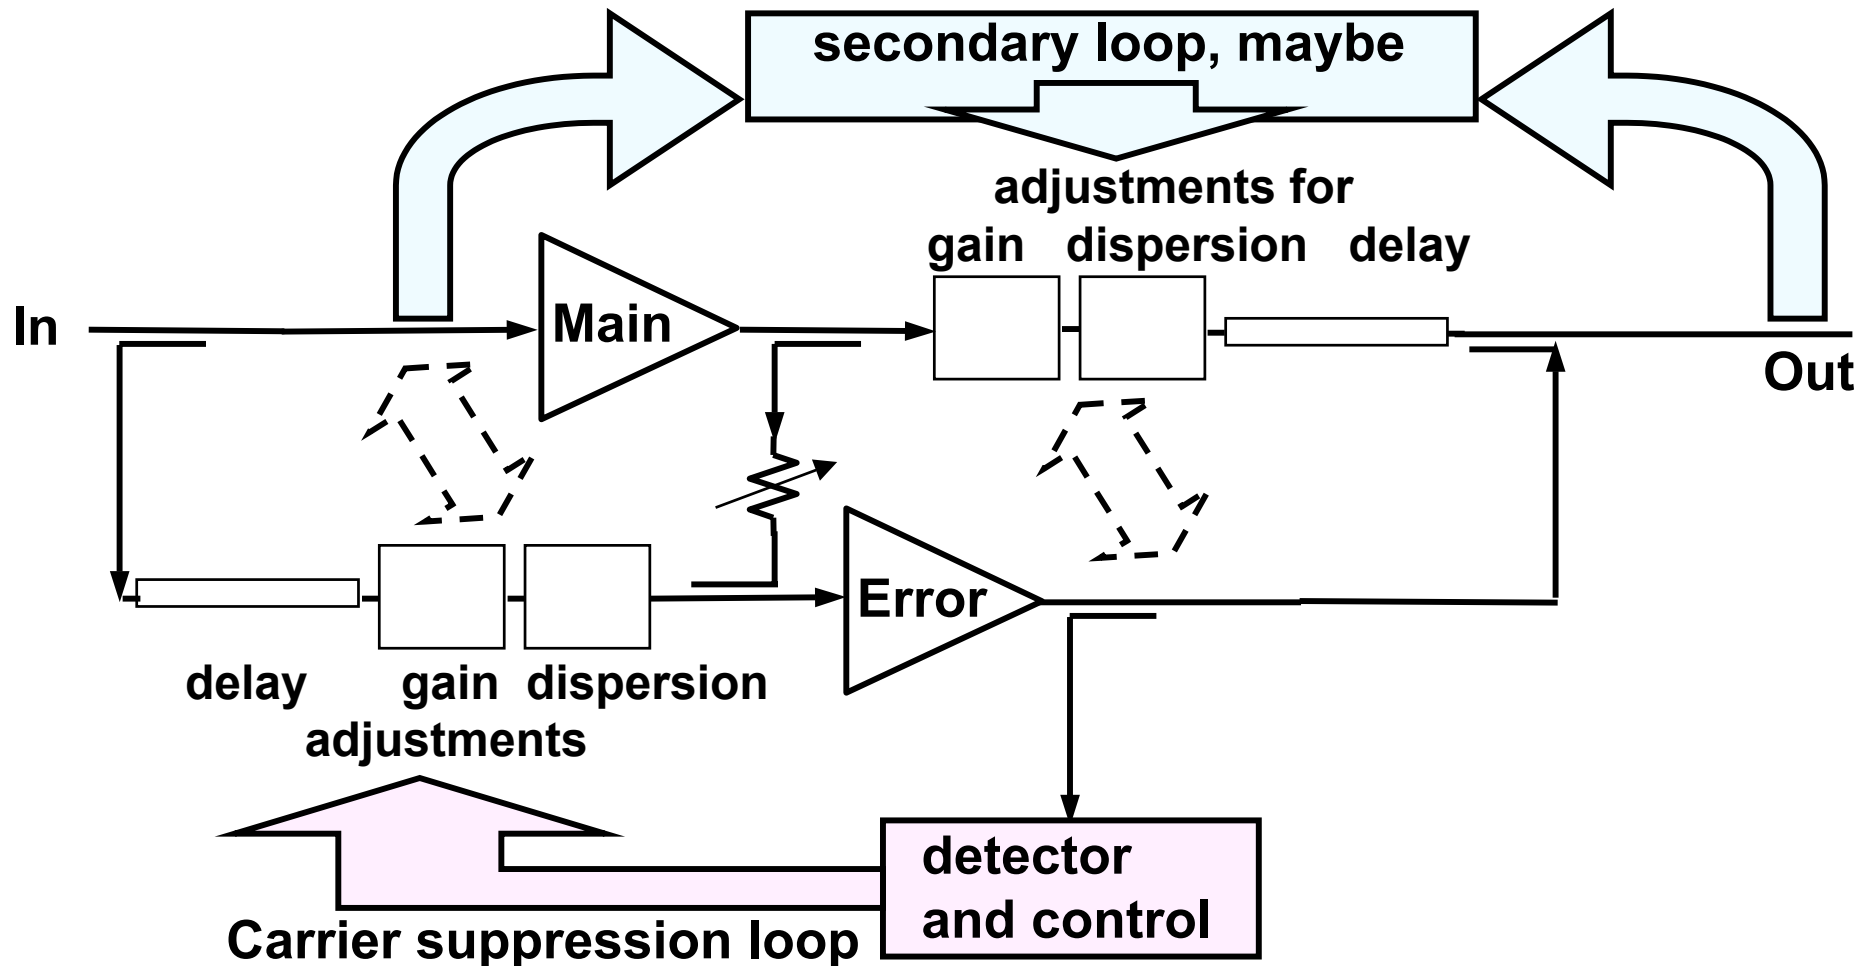 secondary loop, maybe
adjustments for
gain dispersion delay
In
Main
Out
Error
delay gain dispersion
adjustments
detector
and control
Carrier suppression loop